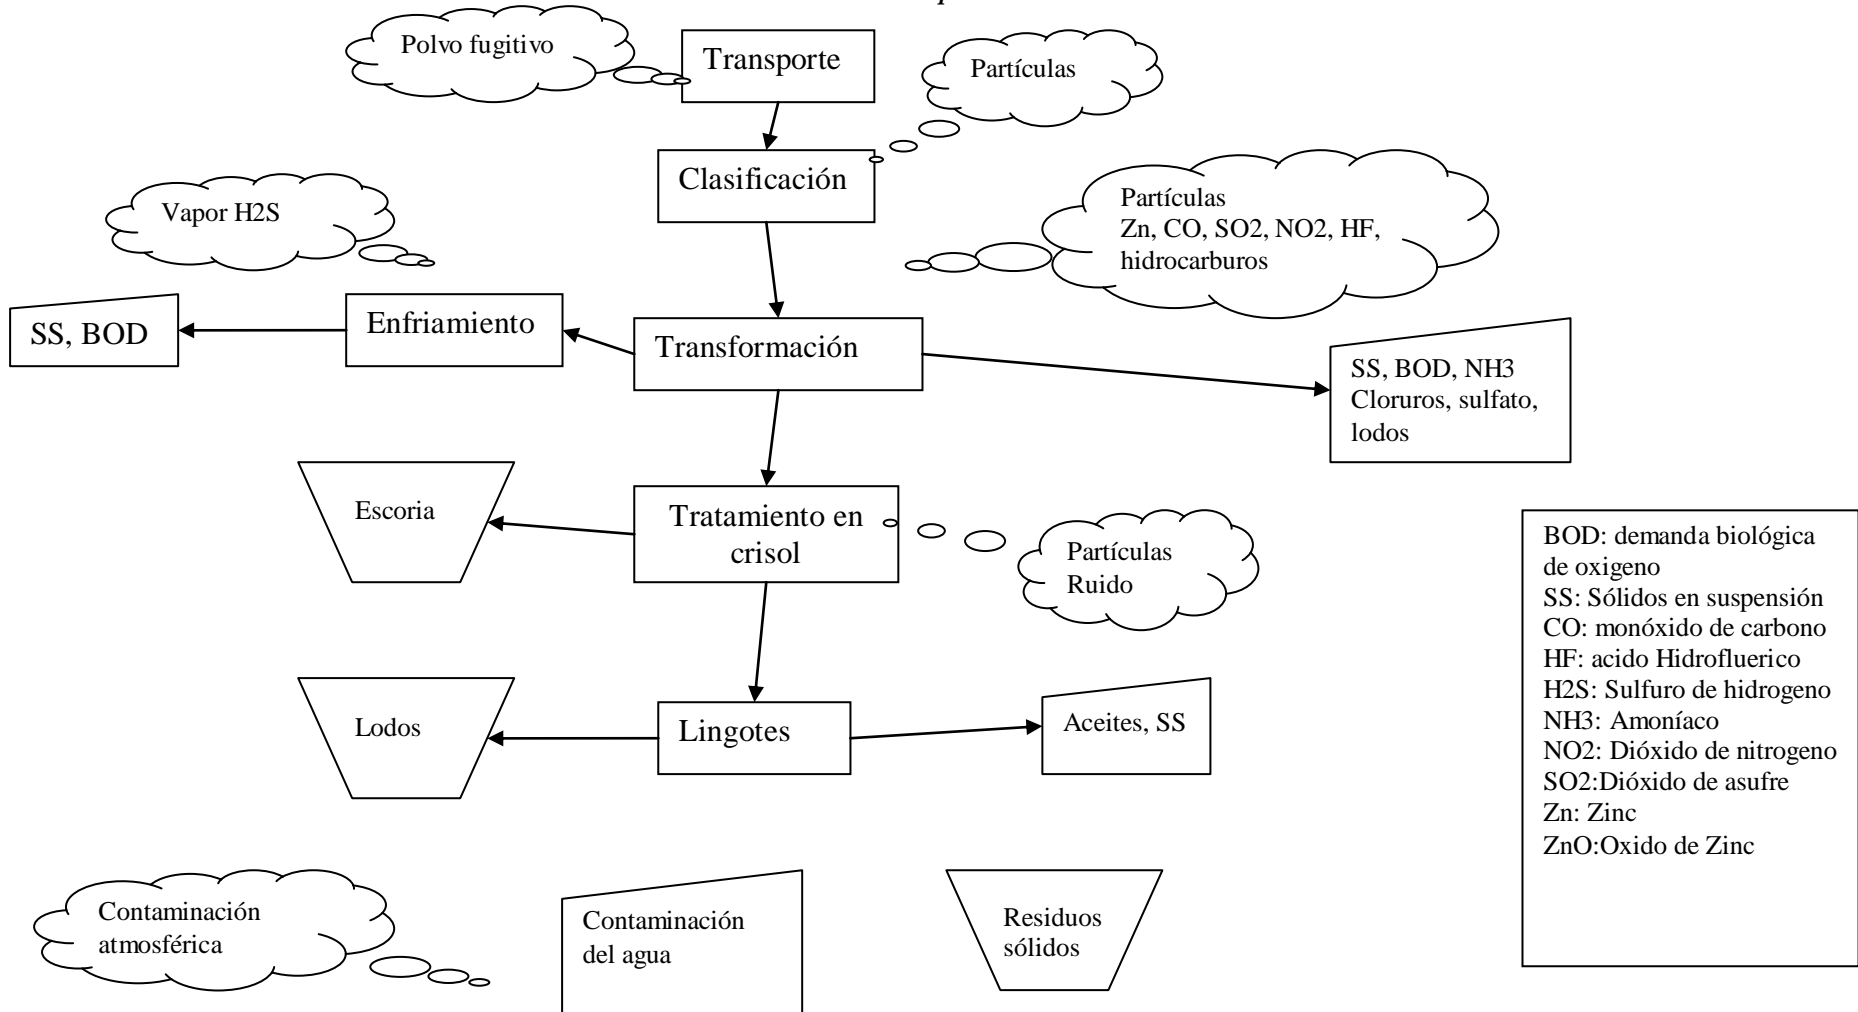 Polvo fugitivo
Transporte
Partículas
Clasificación
Vapor H2S
Partículas
Zn, CO, SO2, NO2, HF,
hidrocarburos
SS, BOD
Enfriamiento
Transformación
SS, BOD, NH3
Cloruros, sulfato,
lodos
Escoria
Tratamiento en
crisol
Partículas
Ruido
BOD: demanda biológica
de oxigeno
SS: Sólidos en suspensión
CO: monóxido de carbono
HF: acido Hidrofluerico
H2S: Sulfuro de hidrogeno
NH3: Amoníaco
NO2: Dióxido de nitrogeno
SO2:Dióxido de asufre
Zn: Zinc
ZnO:Oxido de Zinc
Lodos
Lingotes
Aceites, SS
Contaminación
atmosférica
Contaminación
del agua
Residuos
sólidos